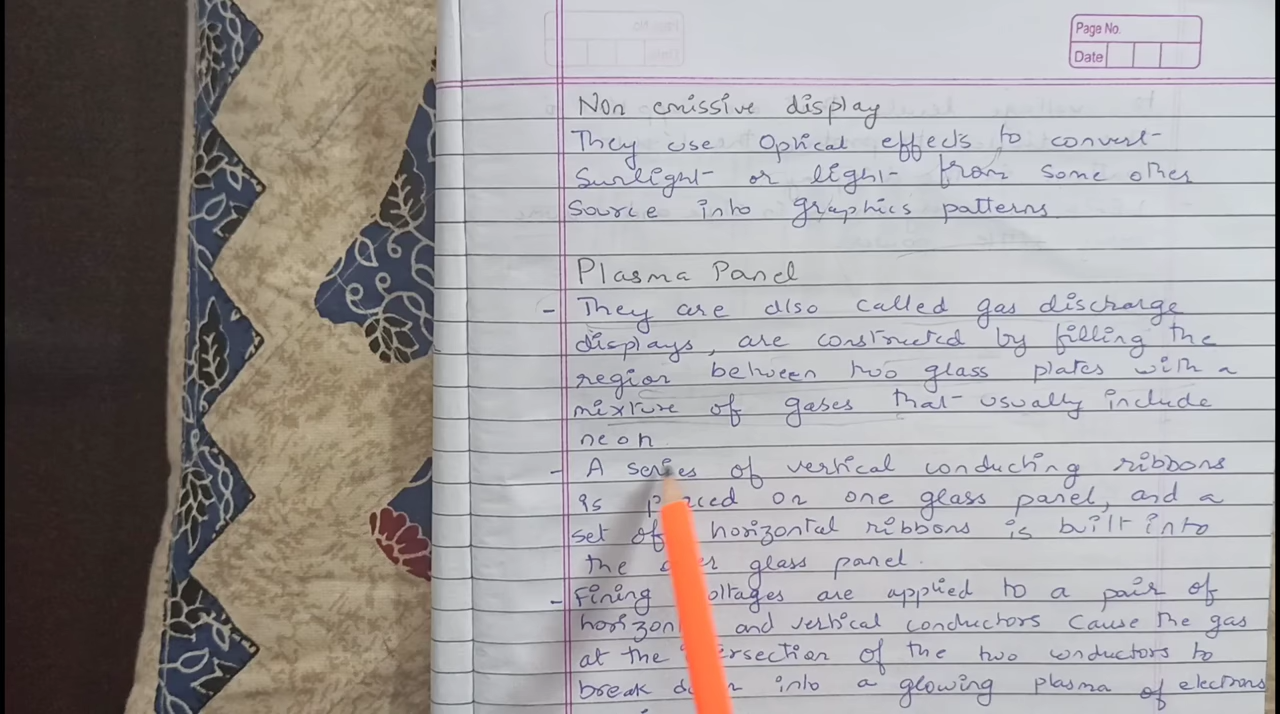 Page No.
Date
Non emissive display
They use Optical effects to convert
Sunlight or light from some other
Source into graphics patterns.
Plasma Panel
- They are also called gas discharge
displays, are constructed by filling the
region between two glass plates with a
mixture of gases that usually include
neon.
- A series of vertical conducting ribbons
is placed on one glass panel, and a
set of horizontal ribbons is built into
the glass panel.
- Firing voltages are applied to a pair of
horizontal and vertical conductors cause the gas
at the intersection of the two conductors to
break down into a glowing plasma of electrons